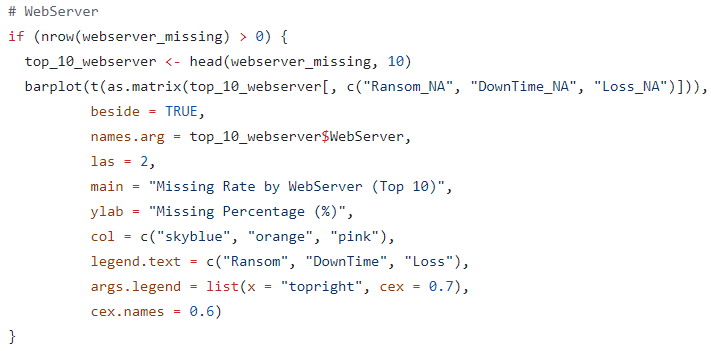 # WebServer
if (nrow(webserver_missing) > 0) {
  top_10_webserver <- head(webserver_missing, 10)
  barplot(t(as.matrix(top_10_webserver[, c("Ransom_NA", "DownTime_NA", "Loss_NA")])),
          beside = TRUE,
          names.arg = top_10_webserver$WebServer,
          las = 2,
          main = "Missing Rate by WebServer (Top 10)",
          ylab = "Missing Percentage (%)",
          col = c("skyblue", "orange", "pink"),
          legend.text = c("Ransom", "DownTime", "Loss"),
          args.legend = list(x = "topright", cex = 0.7),
          cex.names = 0.6)
}